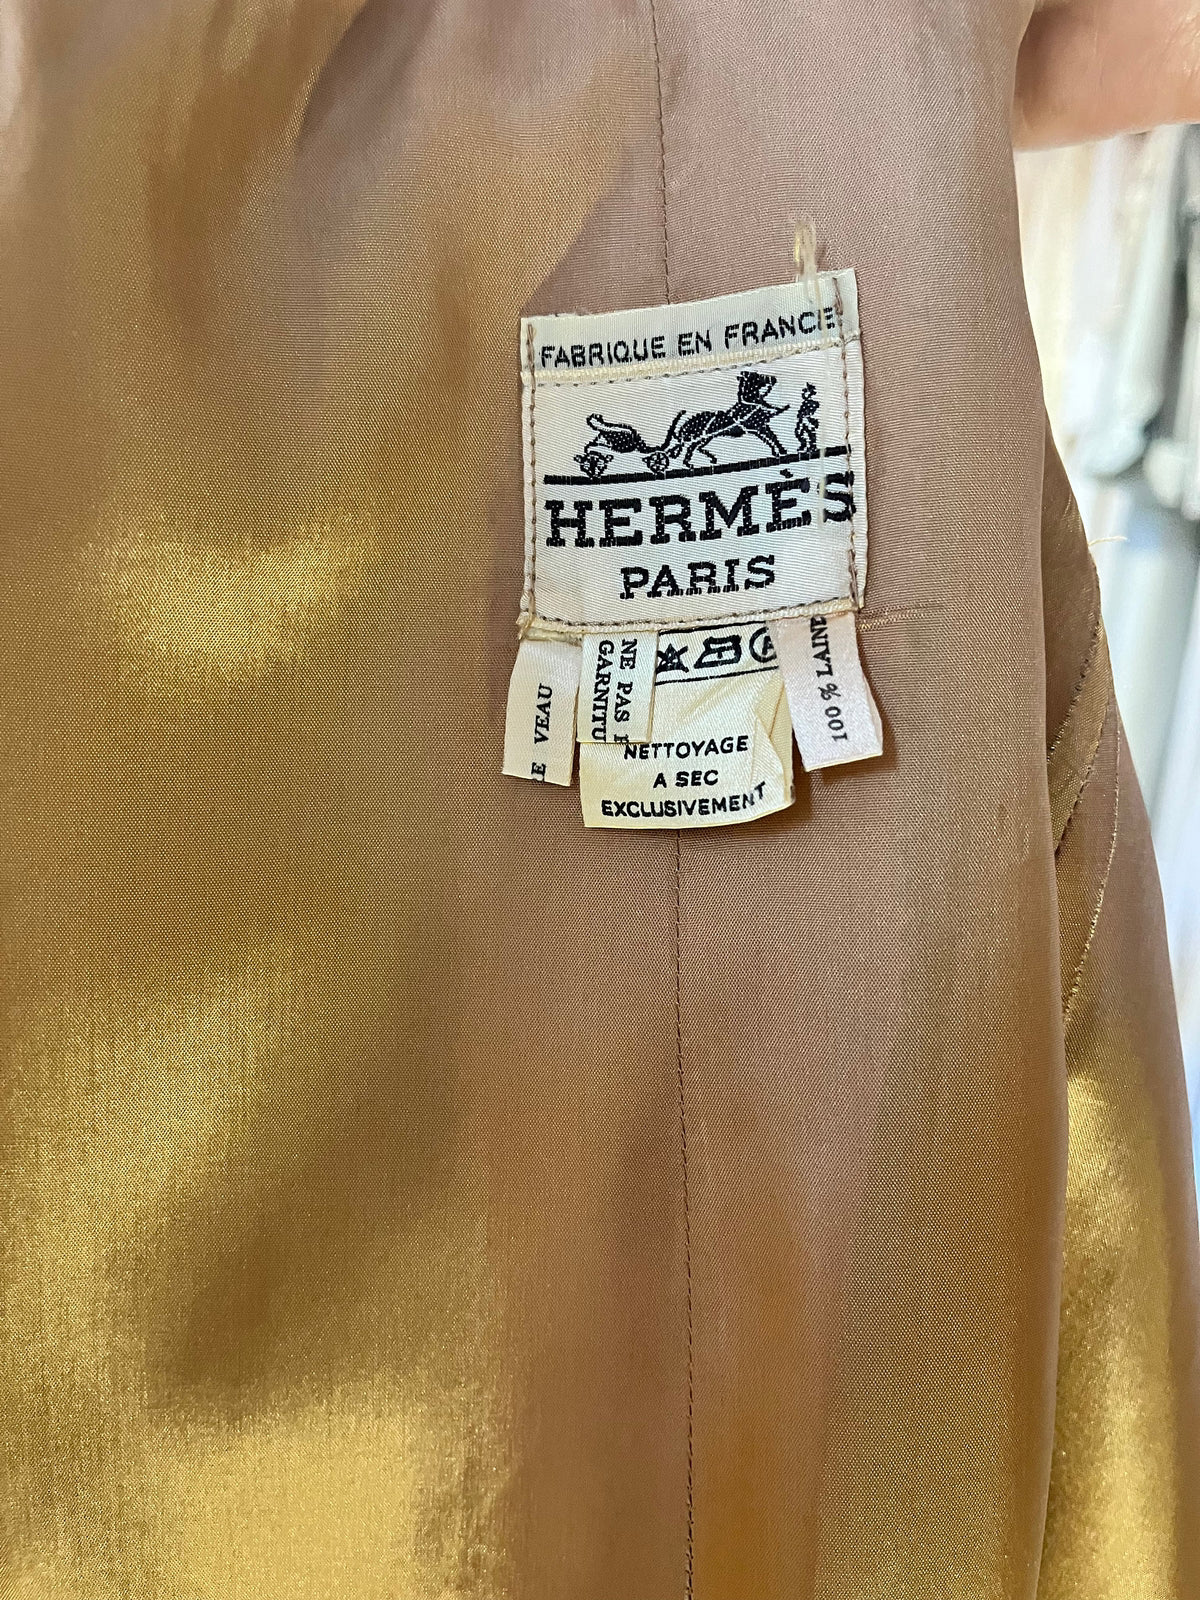 FABRIQUE EN FRANCE
HERMÈS
PARIS
VEAU
NE PAS
GARNITU
NETTOYAGE
A SEC
EXCLUSIVEMENT
100 % LAINE